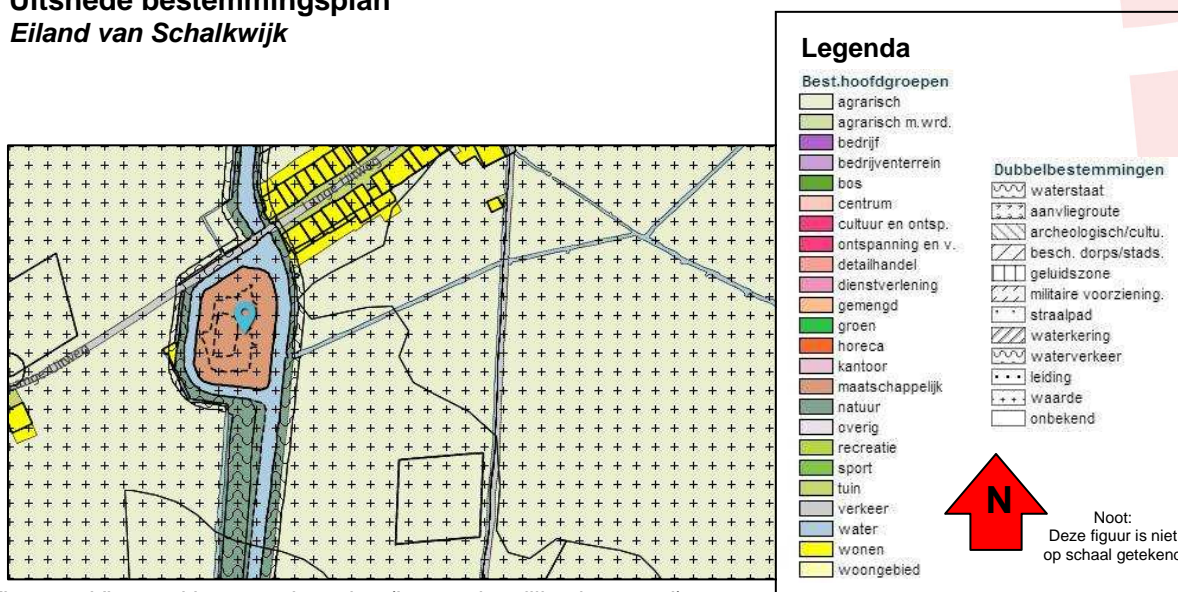 Uitsnede bestemmingsplan
Eiland van Schalkwijk
Lange Uitweg
Legenda
Best.hoofdgroepen
agrarisch
agrarisch m.wrd.
bedrijf
bedrijventerrein
bos
centrum
cultuur en ontsp.
ontspanning en v.
detailhandel
dienstverlening
gemengd
groen
horeca
kantoor
maatschappelijk
natuur
overig
recreatie
sport
tuin
verkeer
water
wonen
woongebied
Dubbelbestemmingen
waterstaat
aanvliegroute
archeologisch/cultu.
besch. dorps/stads.
geluidszone
militaire voorziening.
straalpad
waterkering
waterverkeer
leiding
waarde
onbekend
N
Noot:
Deze figuur is niet
op schaal getekend